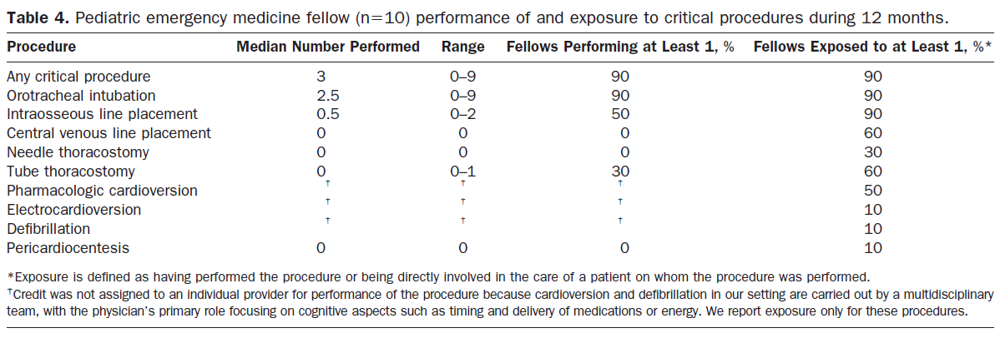 Table 4. Pediatric emergency medicine fellow (n=10) performance of and exposure to critical procedures during 12 months.
Procedure Median Number Performed Range Fellows Performing at Least 1, % Fellows Exposed to at Least 1, %*
Any critical procedure 3 0–9 90 90
Orotracheal intubation 2.5 0–9 90 90
Intraosseous line placement 0.5 0–2 50 90
Central venous line placement 0 0 0 60
Needle thoracostomy 0 0 0 30
Tube thoracostomy 0 0–1 30 60
Pharmacologic cardioversion † † † 50
Electrocardioversion † † † 10
Defibrillation † † † 10
Pericardiocentesis 0 0 0 10
*Exposure is defined as having performed the procedure or being directly involved in the care of a patient on whom the procedure was performed.
†Credit was not assigned to an individual provider for performance of the procedure because cardioversion and defibrillation in our setting are carried out by a multidisciplinary
team, with the physician’s primary role focusing on cognitive aspects such as timing and delivery of medications or energy. We report exposure only for these procedures.